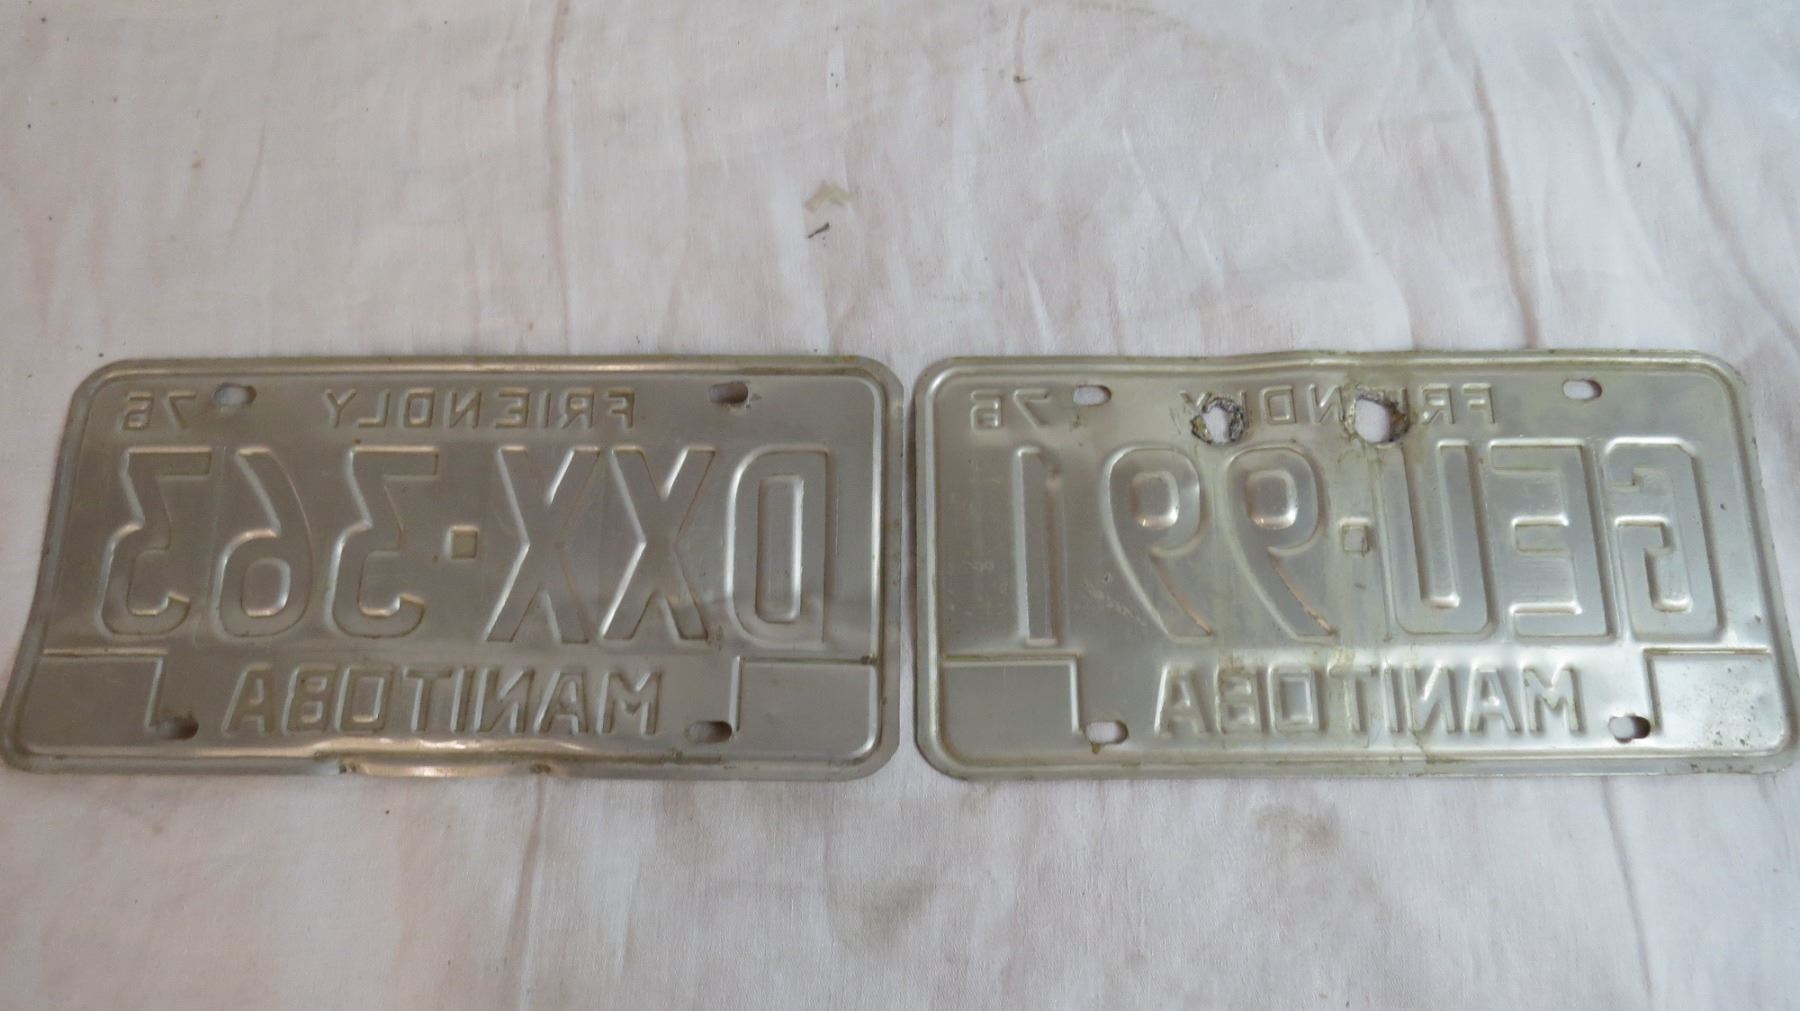 FRIENDLY 76
DXX·363
MANITOBA
FRIENDLY 76
GEU·991
MANITOBA